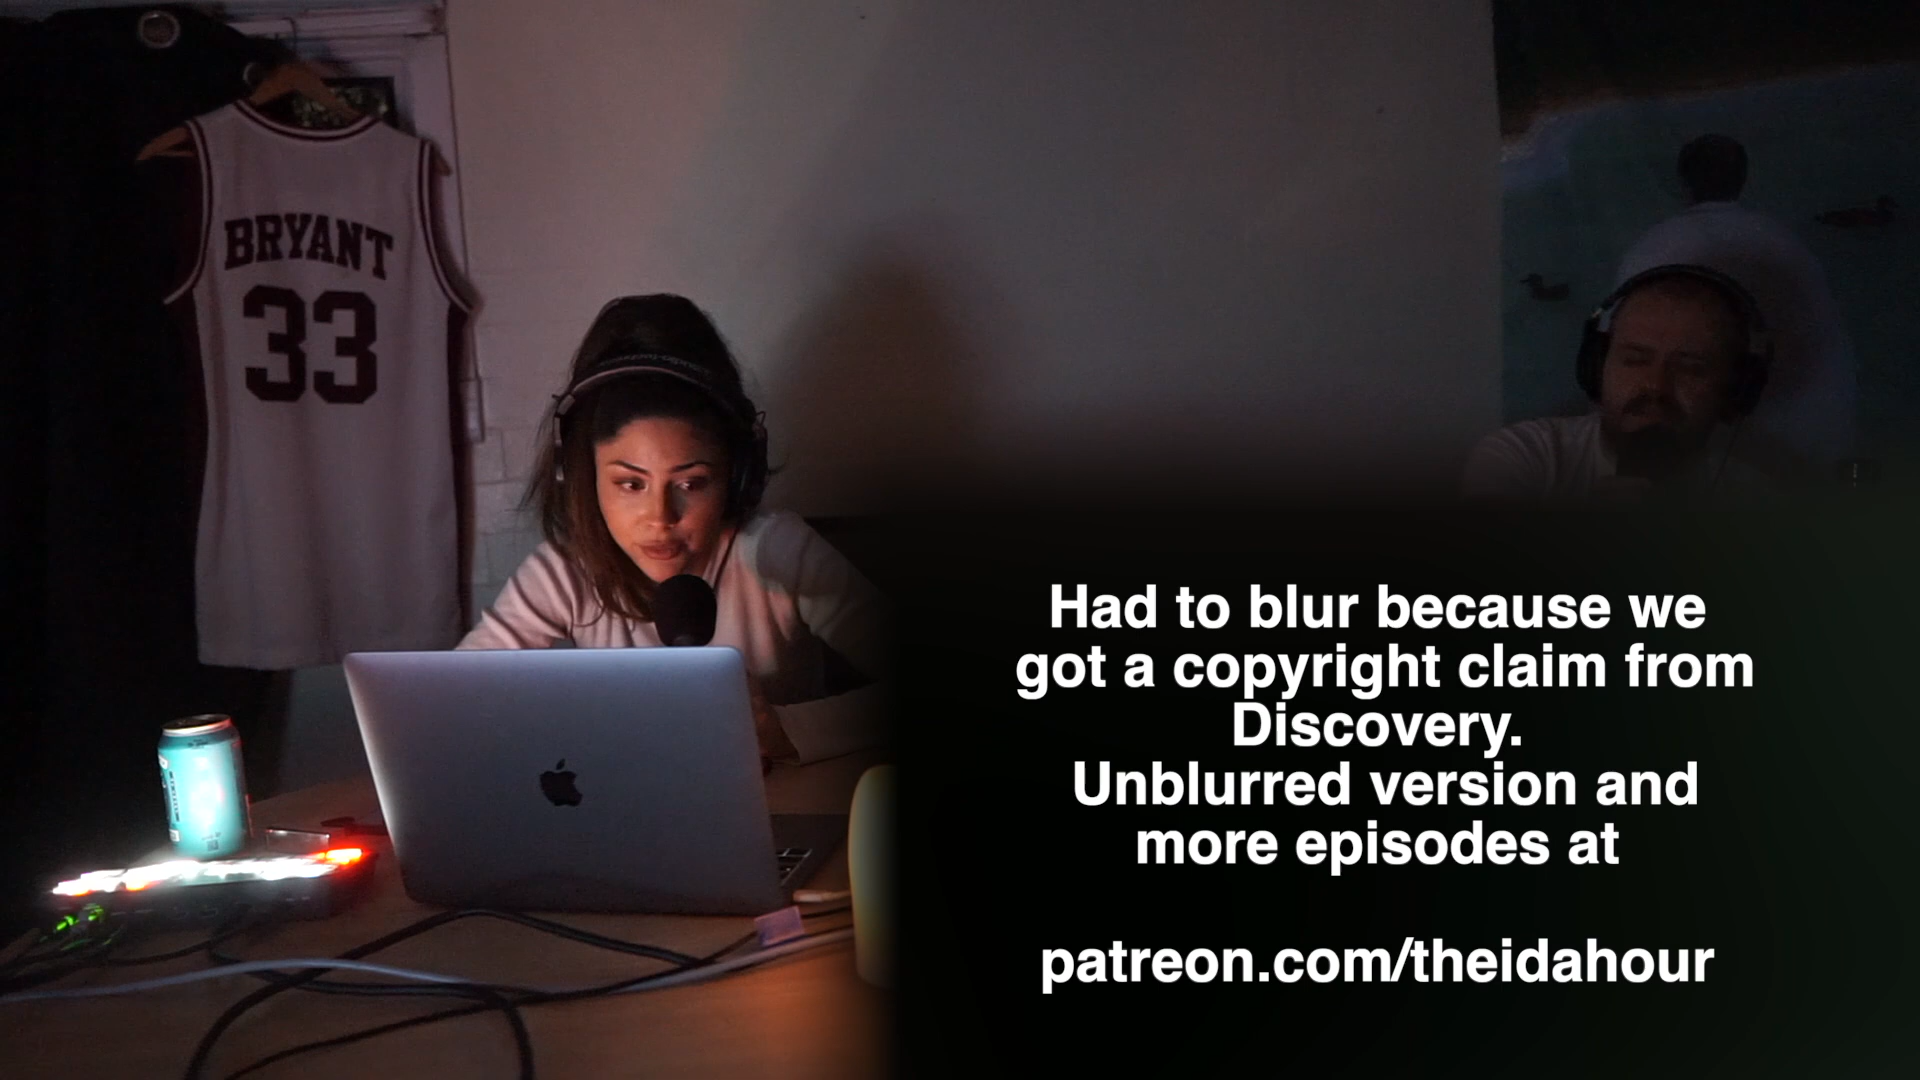 BRYANT
33
Had to blur because we
got a copyright claim from
Discovery.
Unblurred version and
more episodes at
patreon.com/theidahour